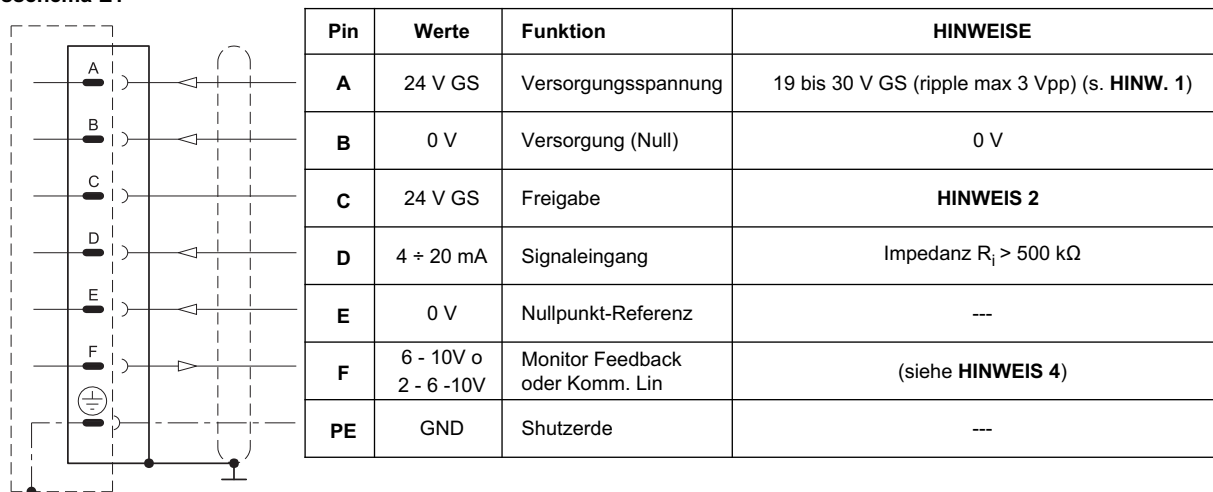 Pin Werte Funktion HINWEISE
A A 24 V GS Versorgungsspannung 19 bis 30 V GS (ripple max 3 Vpp) (s. HINW. 1)
B B 0 V Versorgung (Null) 0 V
C C 24 V GS Freigabe HINWEIS 2
D D 4 ÷ 20 mA Signaleingang Impedanz Ri > 500 kΩ
E E 0 V Nullpunkt-Referenz ---
F F 6 - 10V o
2 - 6 -10V Monitor Feedback
oder Komm. Lin (siehe HINWEIS 4)
PE GND Shutzerde ---